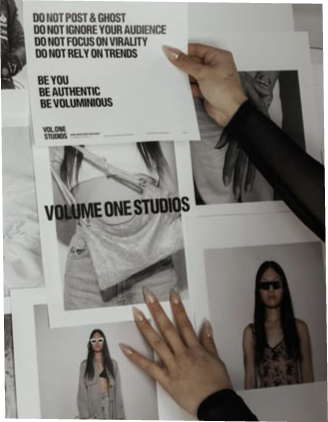 DO NOT POST & GHOST
DO NOT IGNORE YOUR AUDIENCE
DO NOT FOCUS ON VIRALITY
DO NOT RELY ON TRENDS
BE YOU
BE AUTHENTIC
BE VOLUMINIOUS
VOL.ONE
STUDIOS
VOLUME ONE STUDIOS